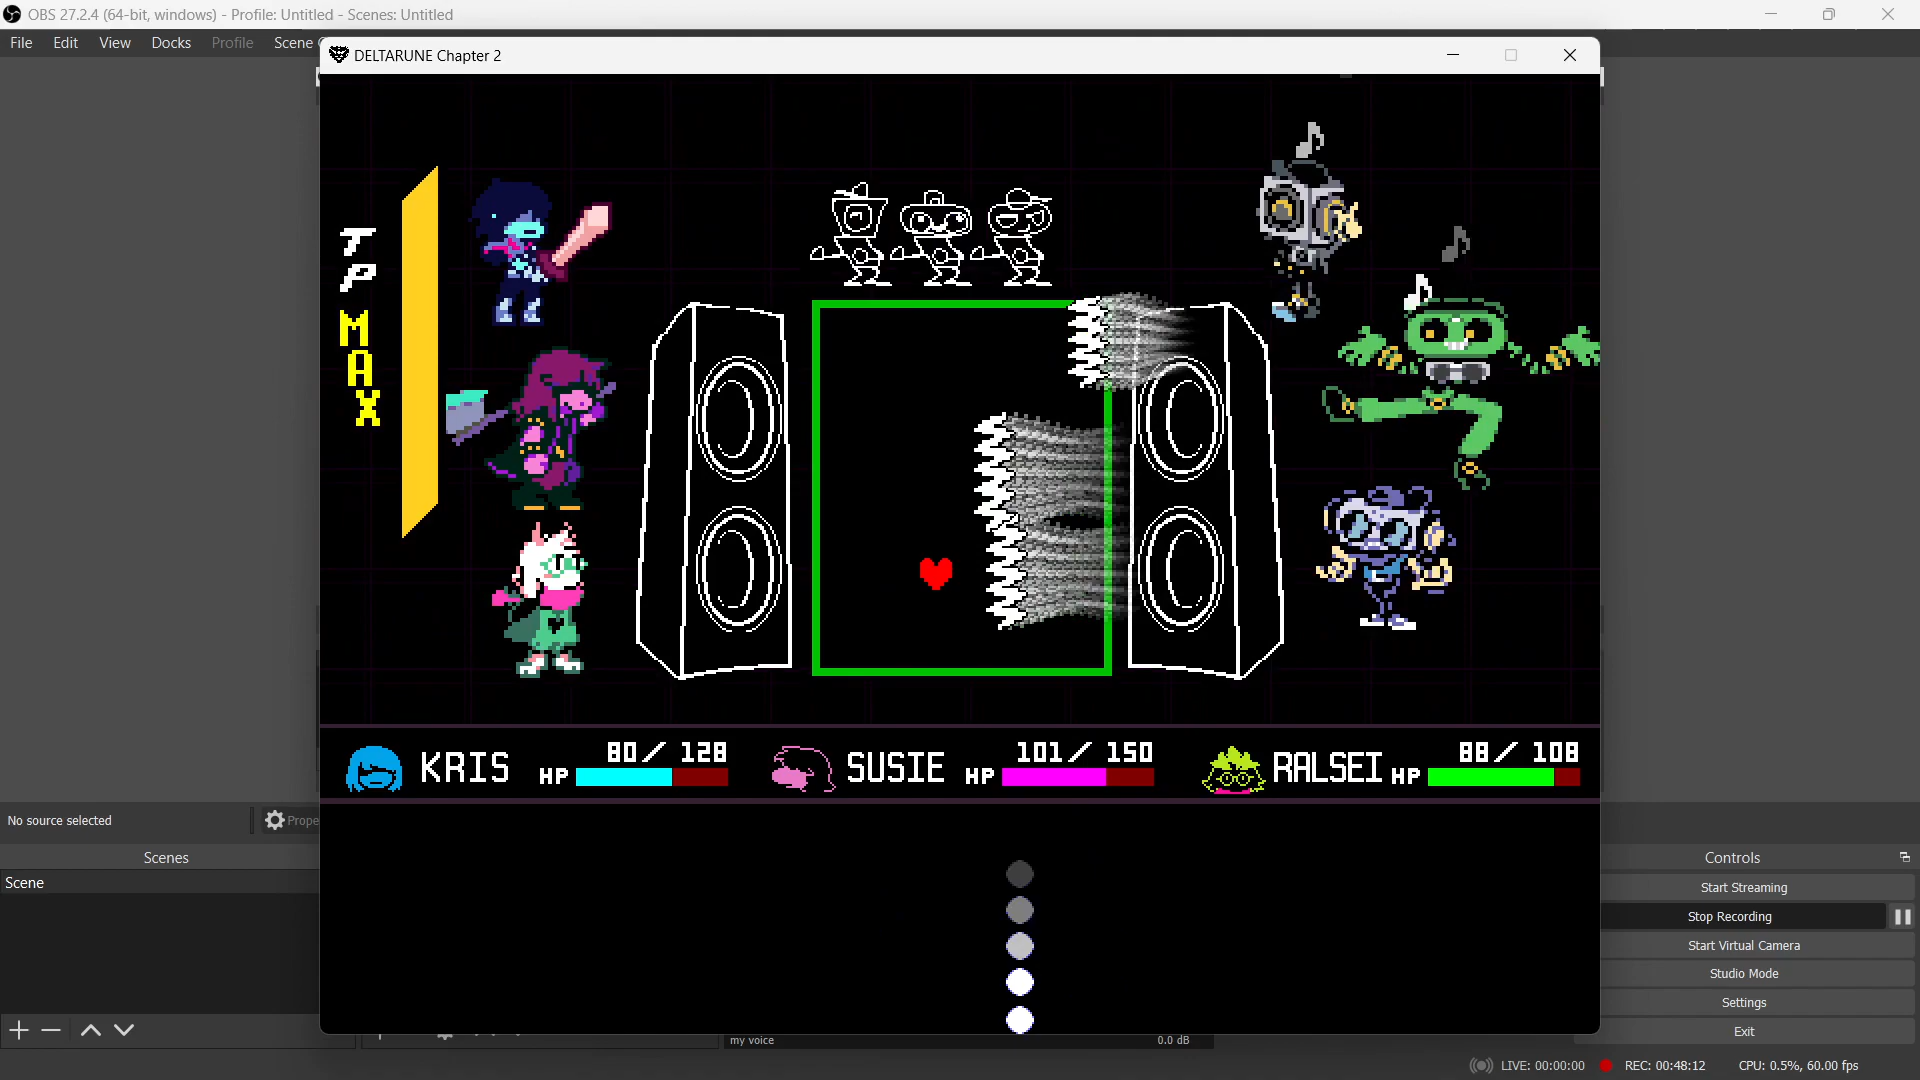 OBS 27.2.4 (64-bit, windows) - Profile: Untitled - Scenes: Untitled
File Edit View Docks Profile Scene
DELTARUNE Chapter 2
TP
MAX
KRIS HP 80/ 128 SUSIE HP 101/ 150 RALSEI HP 88/ 108
No source selected
Prope
Scenes
Scene
Controls
Start Streaming
Stop Recording
Start Virtual Camera
Studio Mode
Settings
Exit
my voice 0.0 dB
LIVE: 00:00:00 REC: 00:48:12 CPU: 0.5%, 60.00 fps